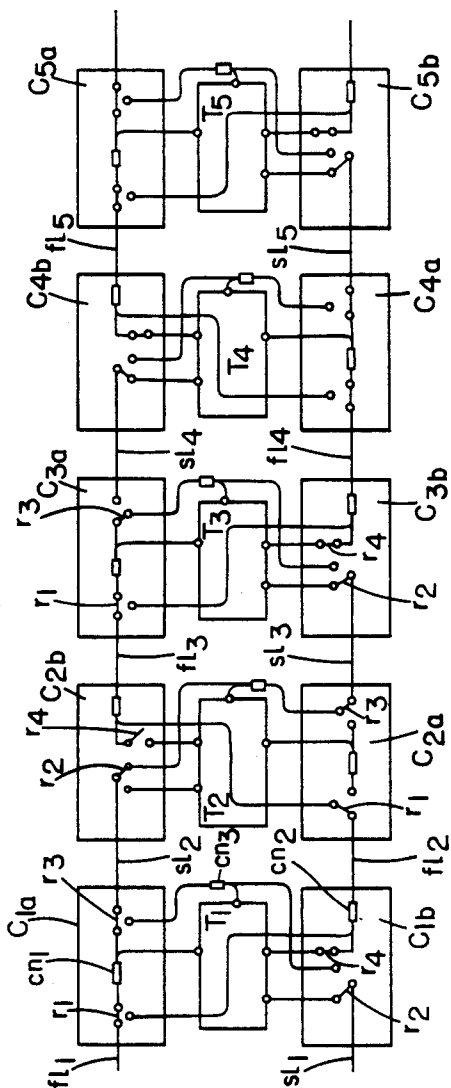 C5a
fl5
C4b
sl4
C3a
r3
r1
fl3
C2b
r4
r2
sl2
r3
C1a
cn1
r1
fl1
T5
T4
T3
T2
cn3
T1
C5b
sl5
C4a
fl4
C3b
r4
r2
sl3
r3
C2a
r1
cn2
fl2
C1b
r4
r2
sl1